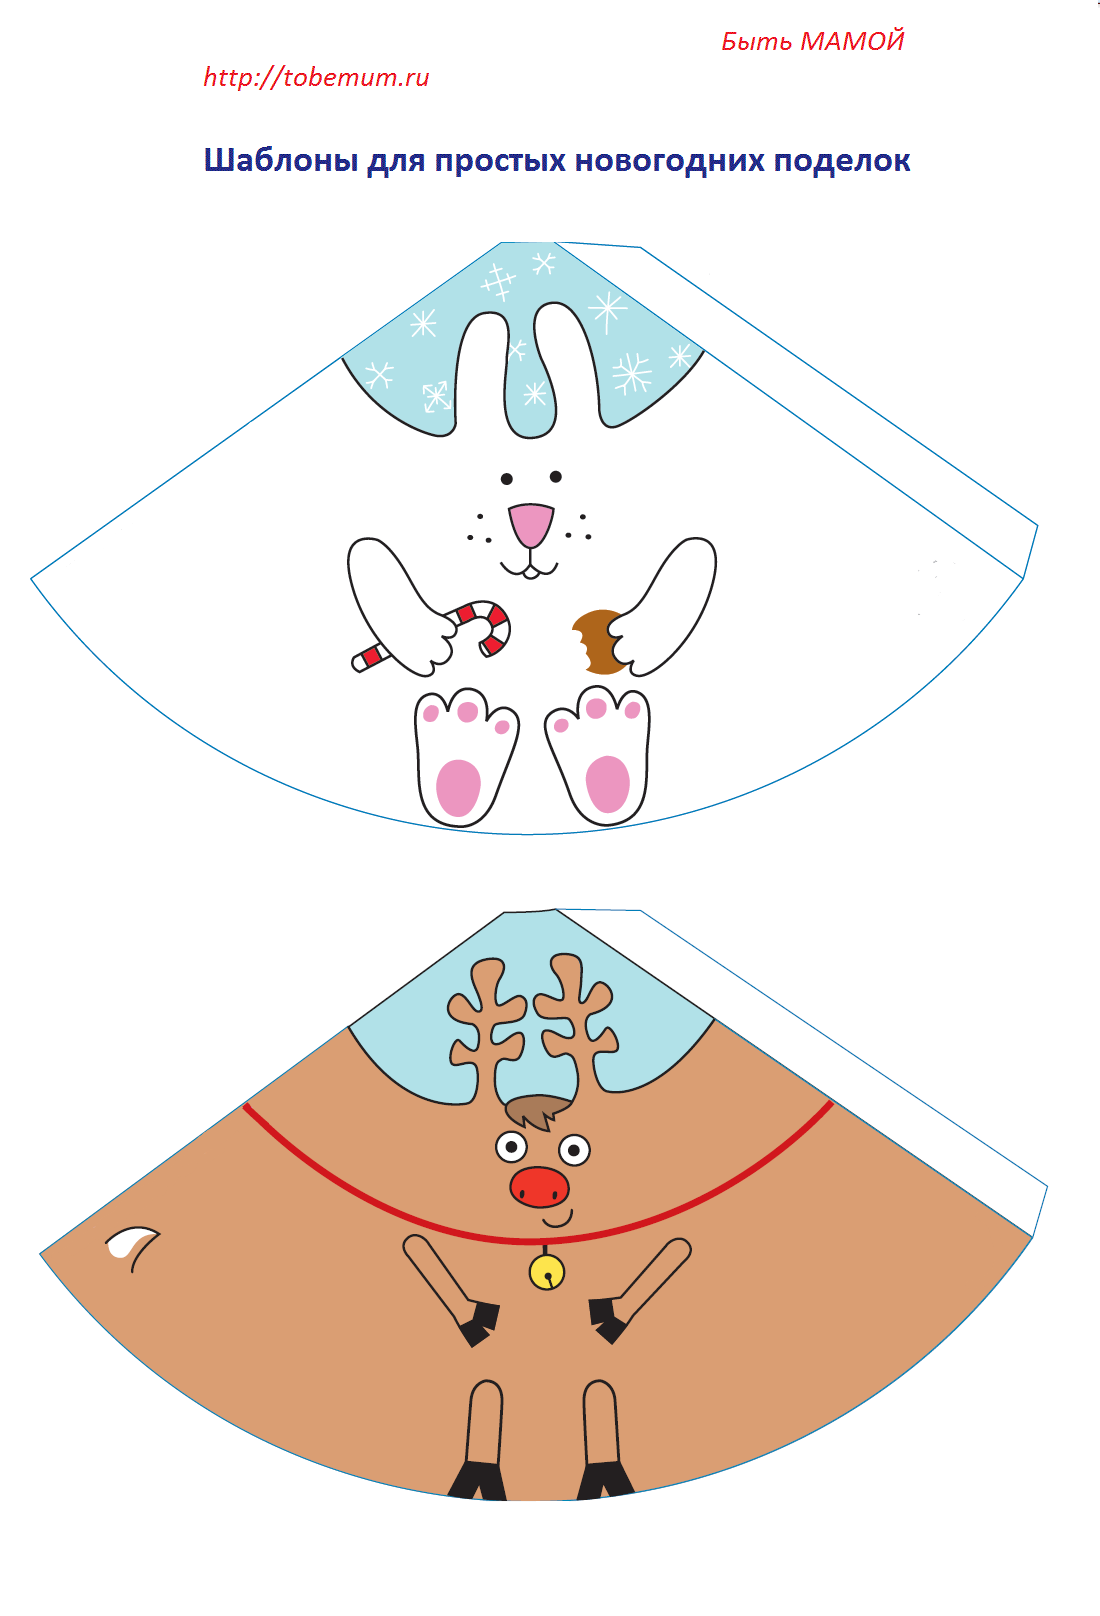 Быть МАМОЙ
http://tobemum.ru
Шаблоны для простых новогодних поделок